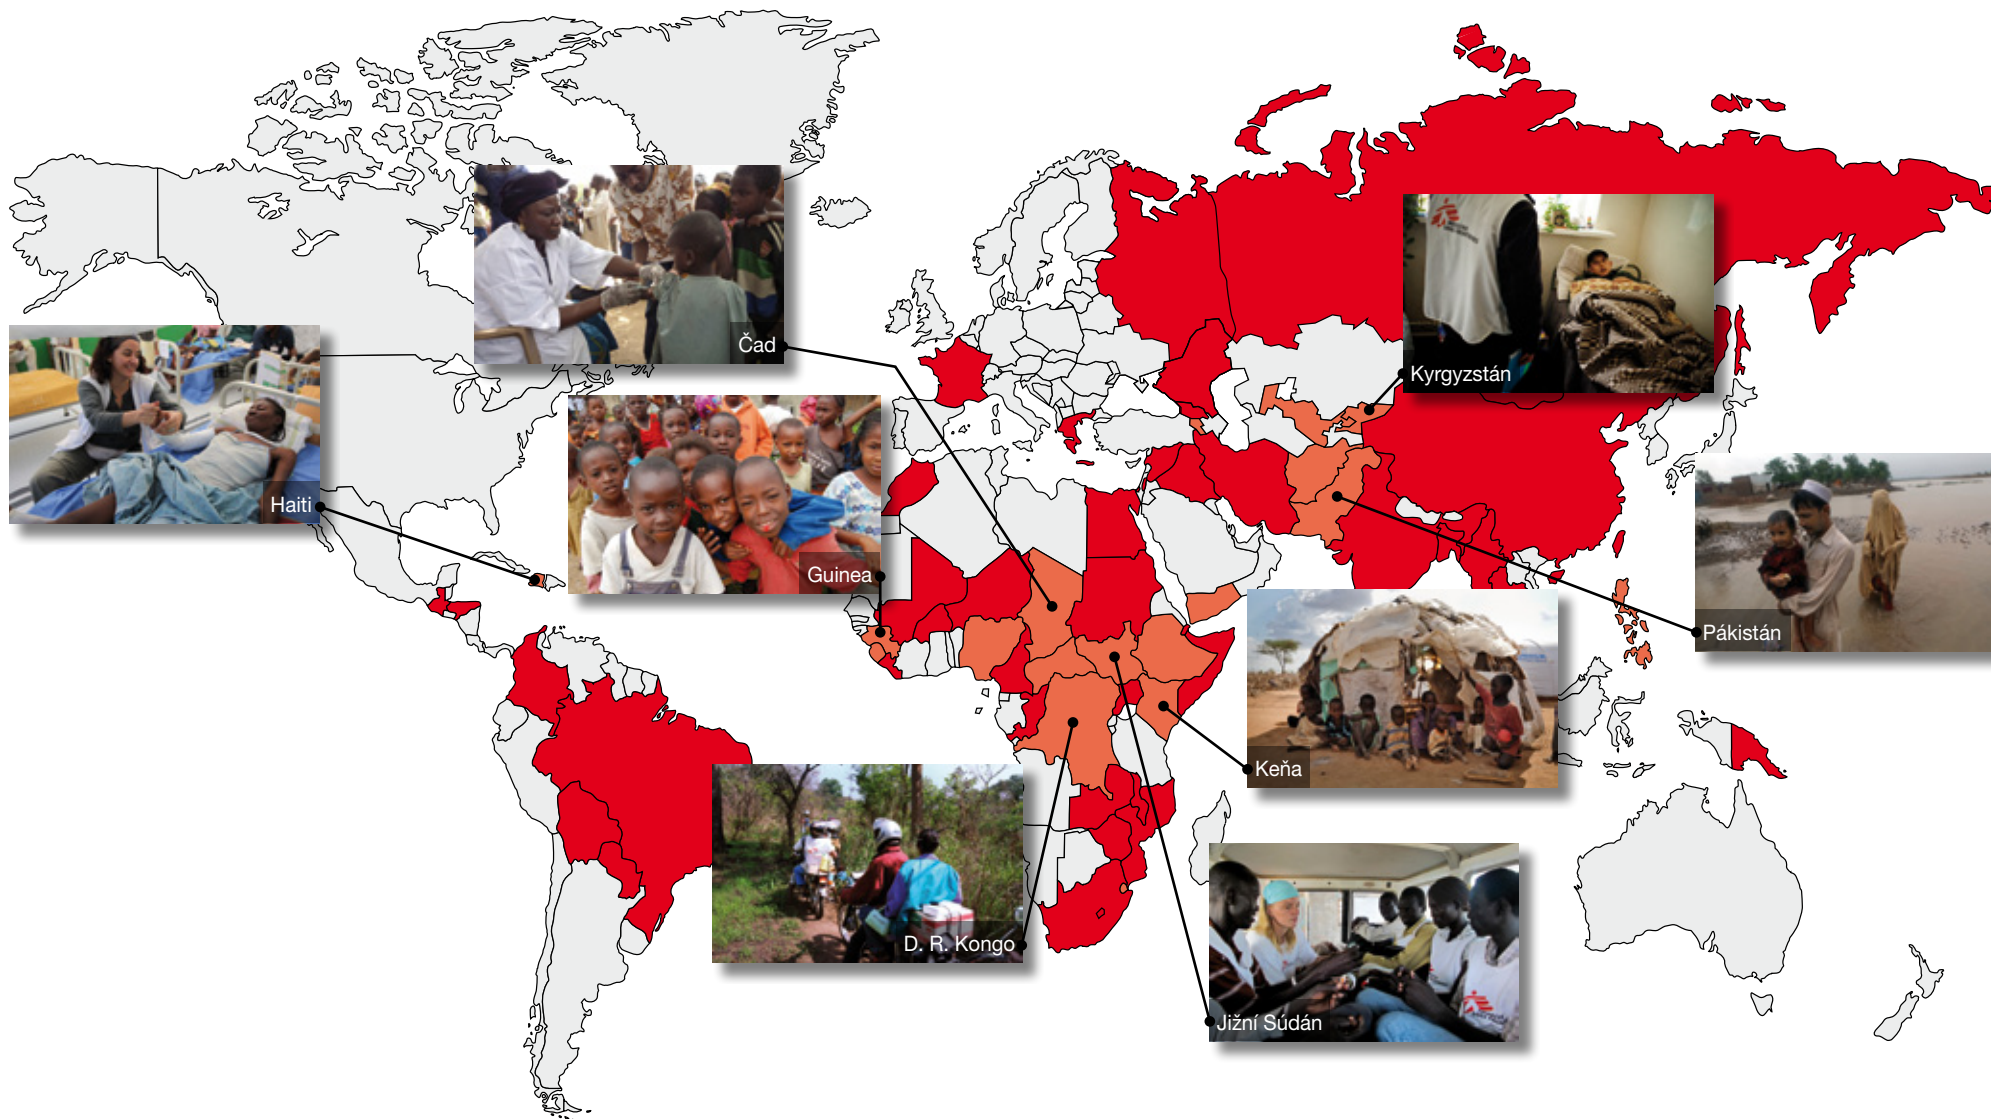 Čad
Kyrgyzstán
Haiti
Guinea
Pákistán
Keňa
D. R. Kongo
Jižní Súdán